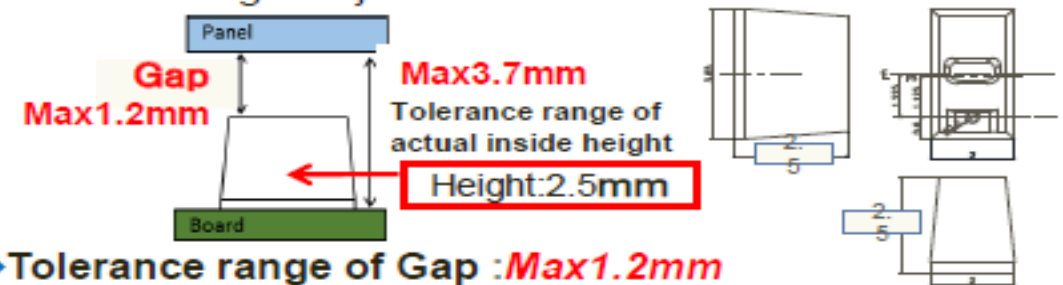 Panel
Gap
Max1.2mm
Max3.7mm
Tolerance range of
actual inside height
Height:2.5mm
Board
Tolerance range of Gap :Max1.2mm
2.
5
2.
5